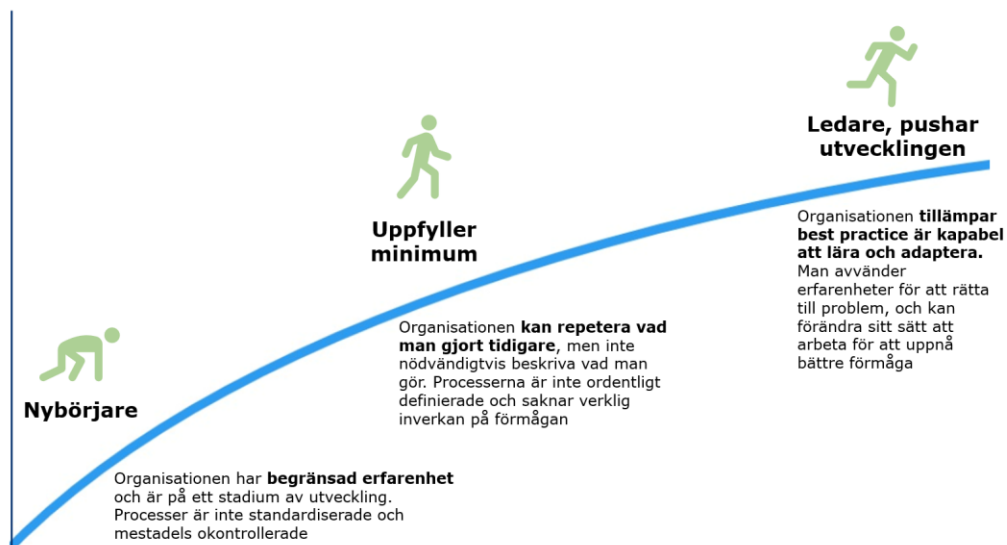 Ledare, pushar
utvecklingen
Organisationen tillämpar
best practice är kapabel
att lära och adaptera.
Man avvänder
erfarenheter för att rätta
till problem, och kan
förändra sitt sätt att
arbeta för att uppnå
bättre förmåga
Uppfyller
minimum
Organisationen kan repetera vad
man gjort tidigare, men inte
nödvändigtvis beskriva vad man
gör. Processerna är inte ordentligt
definierade och saknar verklig
inverkan på förmågan
Nybörjare
Organisationen har begränsad erfarenhet
och är på ett stadium av utveckling.
Processer är inte standardiserade och
mestadels okontrollerade